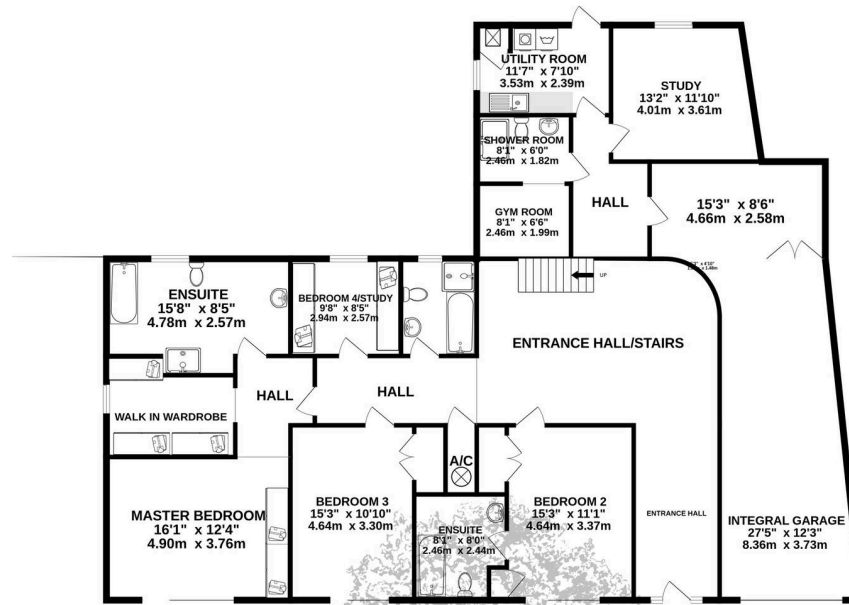 UTILITY ROOM
11'7" x 7'10"
3.53m x 2.39m
STUDY
13'2" x 11'10"
4.01m x 3.61m
SHOWER ROOM
8'1" x 6'0"
2.46m x 1.82m
GYM ROOM
8'1" x 6'6"
2.46m x 1.99m
HALL
15'3" x 8'6"
4.66m x 2.58m
UP
ENSUITE
15'8" x 8'5"
4.78m x 2.57m
BEDROOM 4/STUDY
9'8" x 8'5"
2.94m x 2.57m
ENTRANCE HALL/STAIRS
HALL
HALL
WALK IN WARDROBE
A/C
MASTER BEDROOM
16'1" x 12'4"
4.90m x 3.76m
BEDROOM 3
15'3" x 10'10"
4.64m x 3.30m
ENSUITE
8'1" x 8'0"
2.46m x 2.44m
BEDROOM 2
15'3" x 11'1"
4.64m x 3.37m
ENTRANCE HALL
INTEGRAL GARAGE
27'5" x 12'3"
8.36m x 3.73m